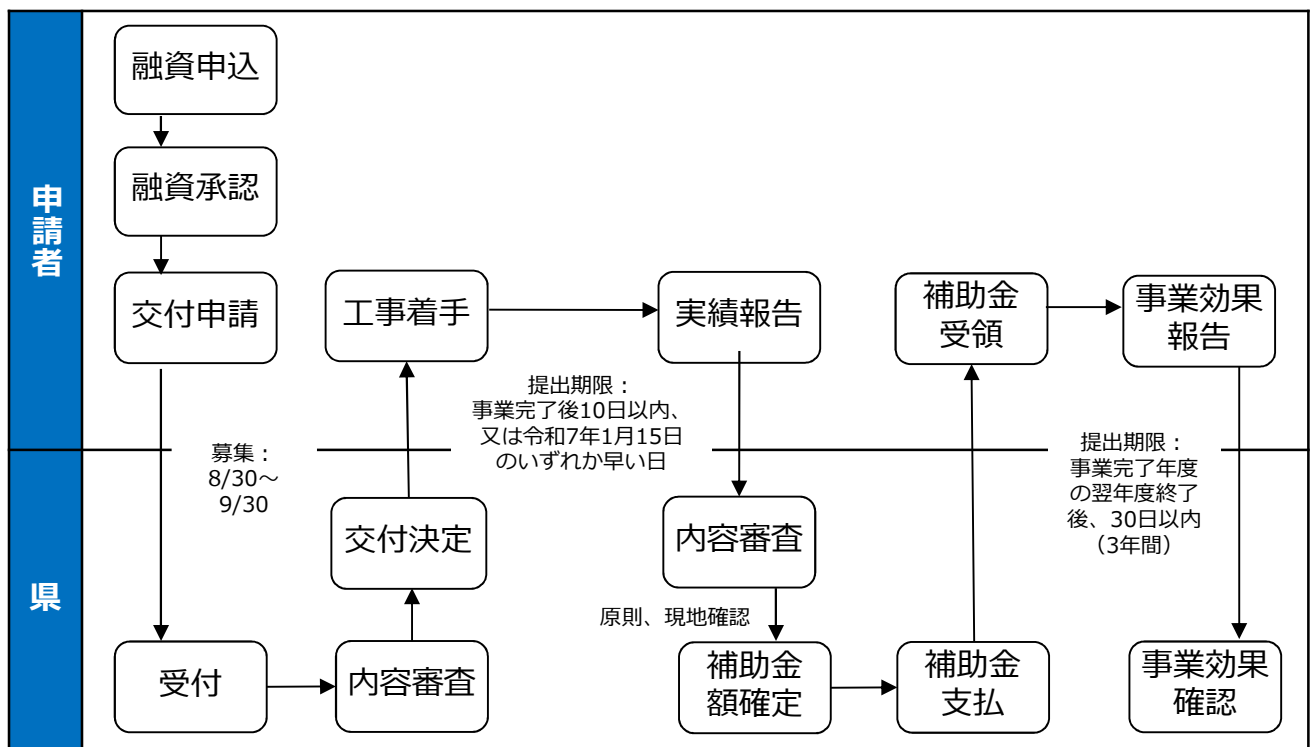 申請者
融資申込
融資承認
交付申請
工事着手
実績報告
補助金
受領
事業効果
報告
募集：
8/30～
9/30
提出期限：
事業完了後10日以内、
又は令和7年1月15日
のいずれか早い日
提出期限：
事業完了年度
の翌年度終了
後、30日以内
（3年間）
県
受付
内容審査
交付決定
内容審査
原則、現地確認
補助金
額確定
補助金
支払
事業効果
確認